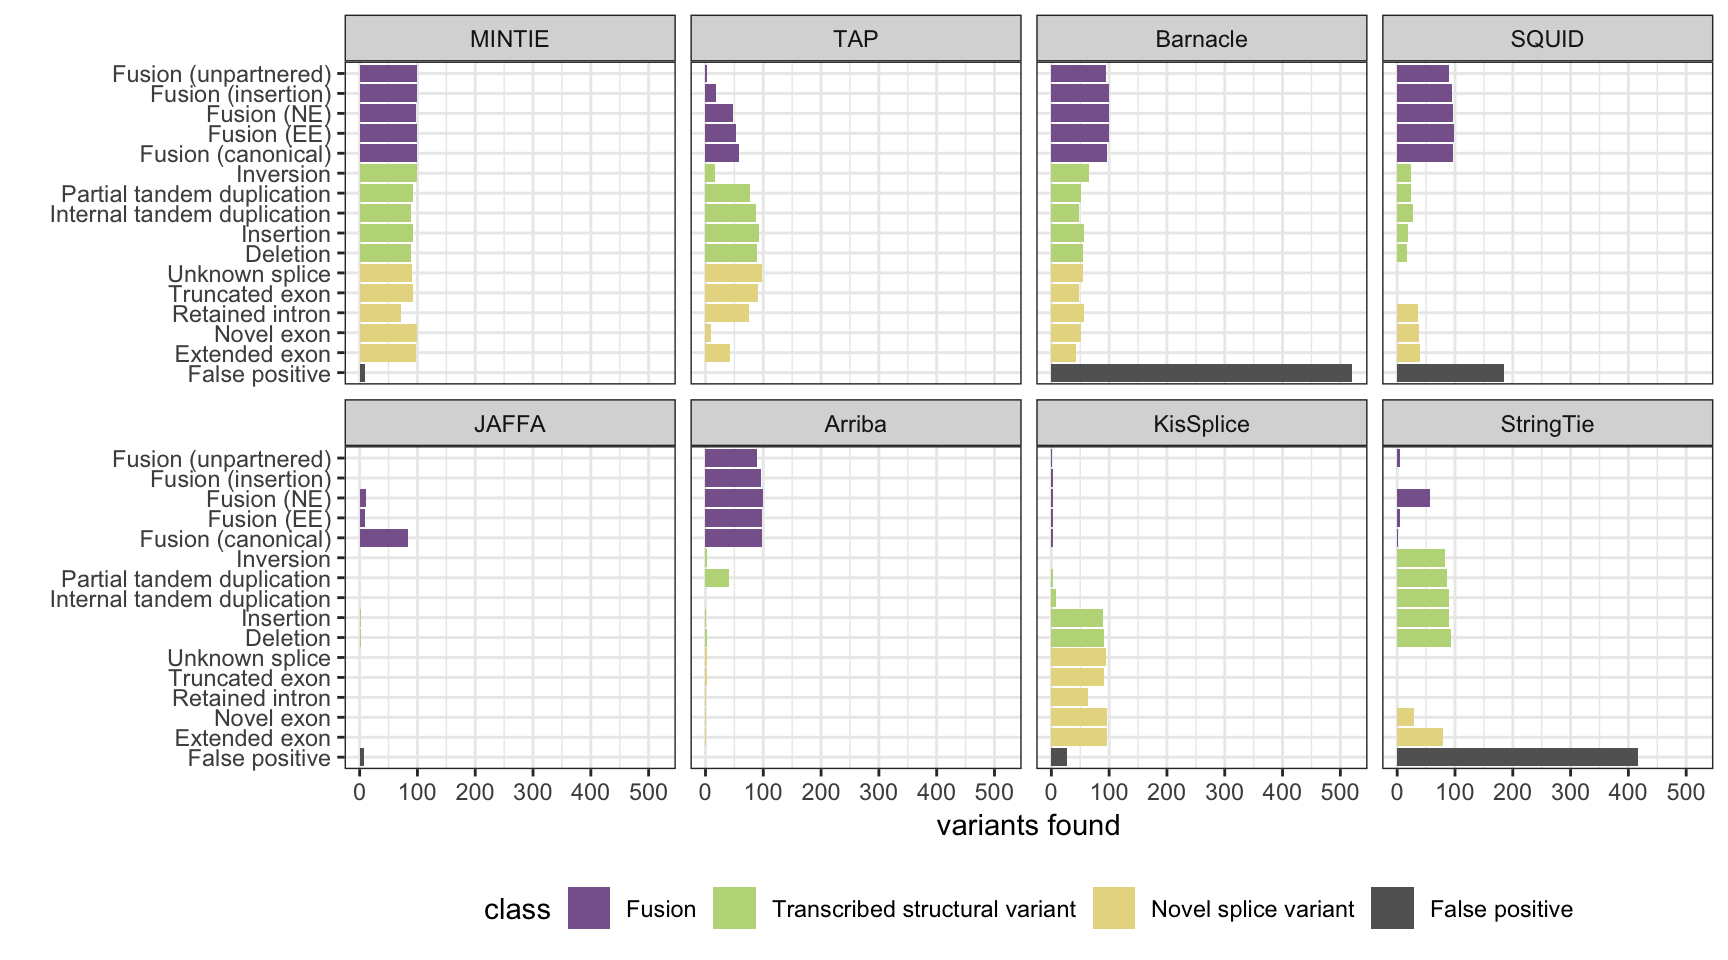 MINTIE TAP Barnacle SQUID
Fusion (unpartnered)
Fusion (insertion)
Fusion (NE)
Fusion (EE)
Fusion (canonical)
Inversion
Partial tandem duplication
Internal tandem duplication
Insertion
Deletion
Unknown splice
Truncated exon
Retained intron
Novel exon
Extended exon
False positive
JAFFA Arriba KisSplice StringTie
Fusion (unpartnered)
Fusion (insertion)
Fusion (NE)
Fusion (EE)
Fusion (canonical)
Inversion
Partial tandem duplication
Internal tandem duplication
Insertion
Deletion
Unknown splice
Truncated exon
Retained intron
Novel exon
Extended exon
False positive
0 100 200 300 400 500 0 100 200 300 400 500 0 100 200 300 400 500 0 100 200 300 400 500
variants found
class Fusion Transcribed structural variant Novel splice variant False positive